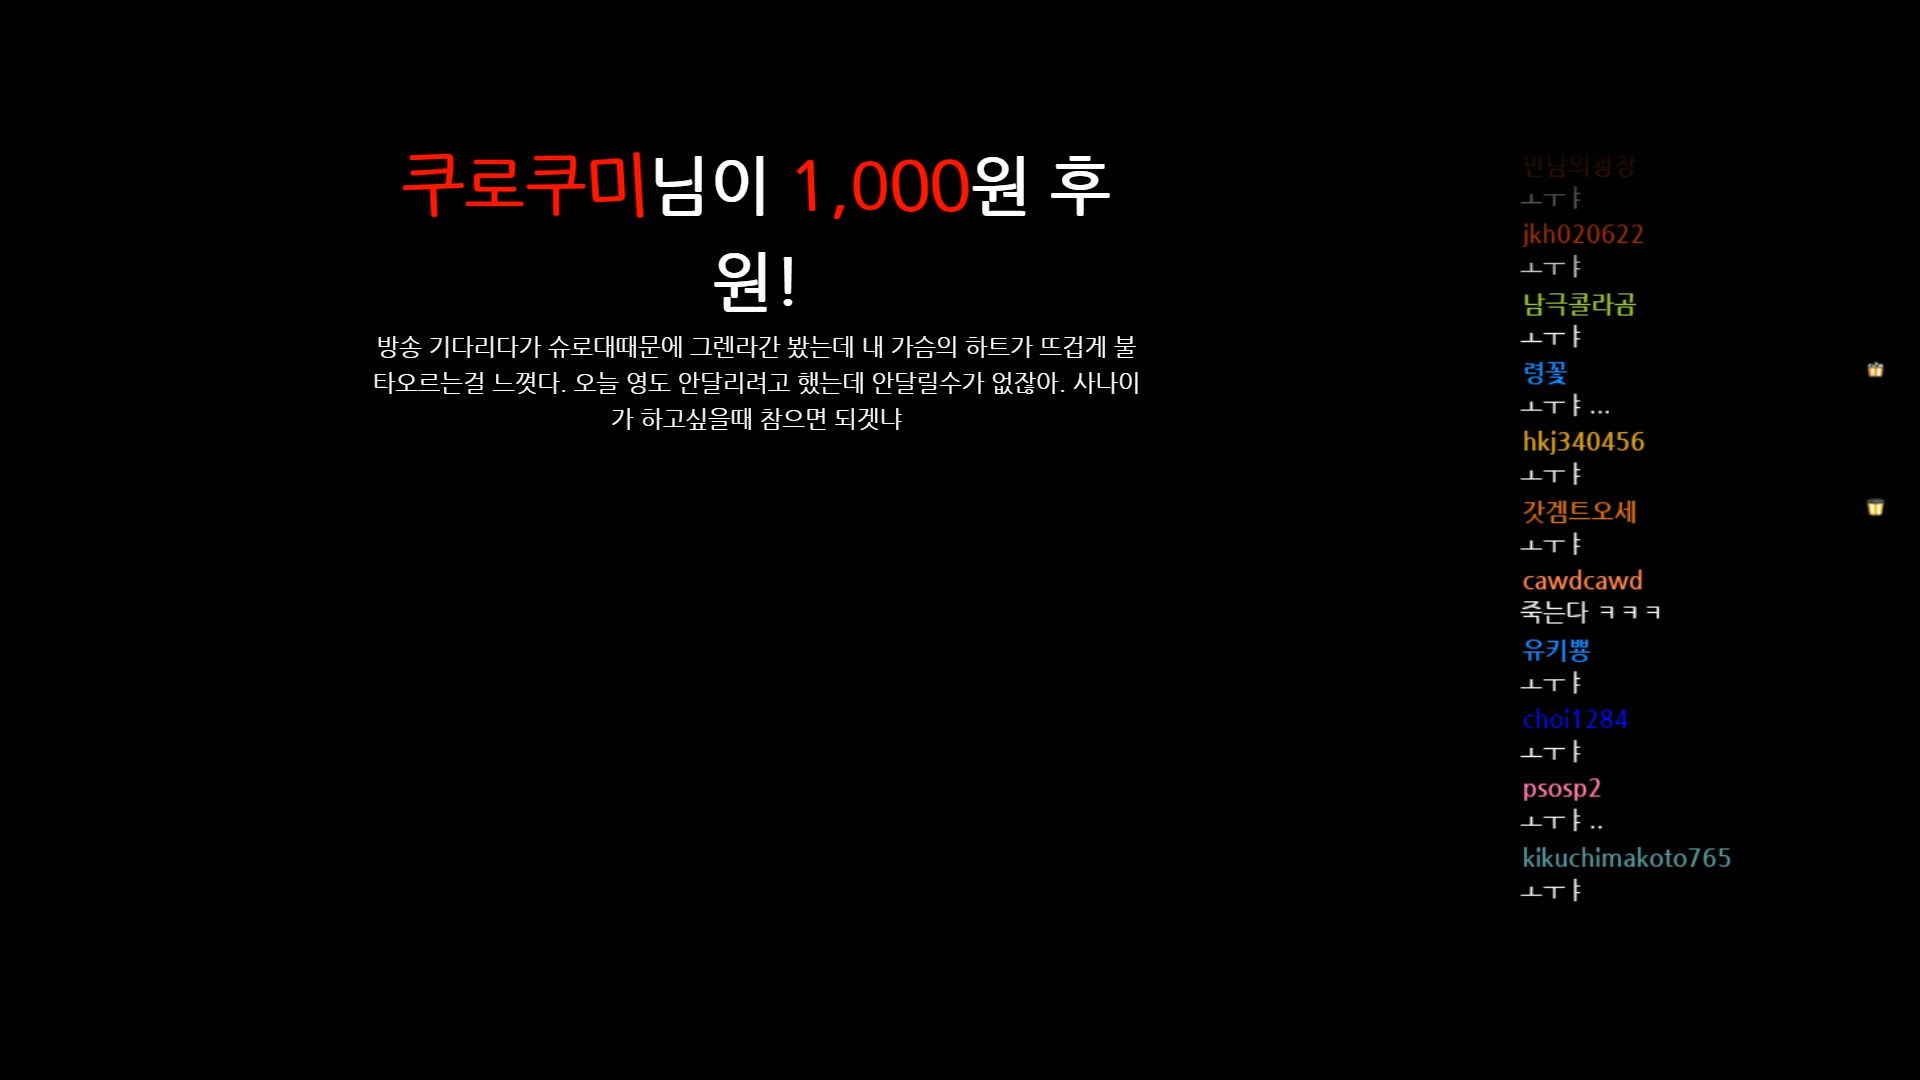 쿠로쿠미님이 1,000원 후
원!
방송 기다리다가 슈로대때문에 그렌라간 봤는데 내 가슴의 하트가 뜨겁게 불
타오르는걸 느꼇다. 오늘 영도 안달리려고 했는데 안달릴수가 없잖아. 사나이
가 하고싶을때 참으면 되겟냐
만남의광장
ㅗㅜㅑ
jkh020622
ㅗㅜㅑ
남극콜라곰
ㅗㅜㅑ
령꽃
ㅗㅜㅑ...
hkj340456
ㅗㅜㅑ
갓겜트오세
ㅗㅜㅑ
cawdcawd
죽는다 ㅋㅋㅋ
유키뿅
ㅗㅜㅑ
choi1284
ㅗㅜㅑ
psosp2
ㅗㅜㅑ..
kikuchimakoto765
ㅗㅜㅑ